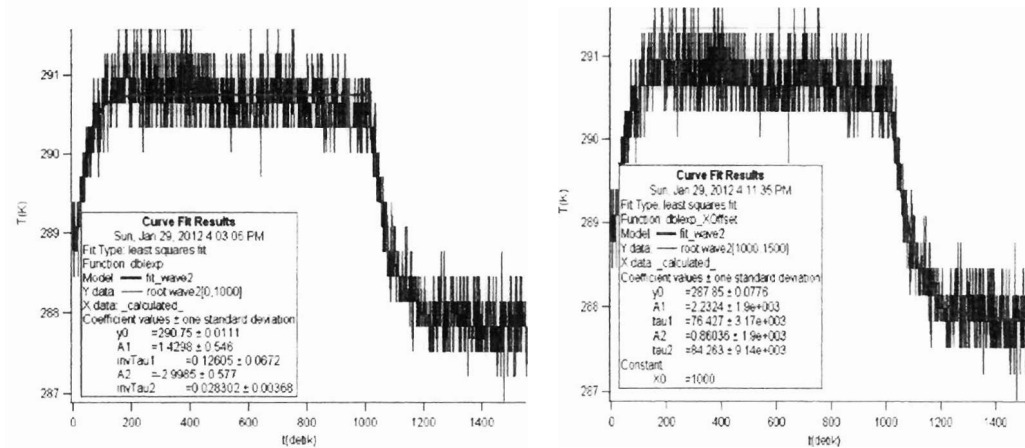 291
290
289
288
287
T(K)
0
200
400
600
800
1000
1200
1400
t(detik)
Curve Fit Results
Sun, Jan 29, 2012 4:03:06 PM
Fit Type: least squares fit
Function: dblexp
Model: fit_wave2
Y data: root:wave2[0,1000]
X data: _calculated_
Coefficient values ± one standard deviation
y0 =290.75 ± 0.0111
A1 =1.4298 ± 0.546
invTau1 =0.12605 ± 0.0672
A2 =-2.9985 ± 0.577
invTau2 =0.028302 ± 0.00368
291
290
289
288
287
T(K)
0
200
400
600
800
1000
1200
1400
t(detik)
Curve Fit Results
Sun, Jan 29, 2012 4:11:35 PM
Fit Type: least squares fit
Function: dblexp_XOffset
Model: fit_wave2
Y data: root:wave2[1000,1500]
X data: _calculated_
Coefficient values ± one standard deviation
y0 =287.85 ± 0.0776
A1 =2.2324 ± 1.9e+003
tau1 =76.427 ± 3.17e+003
A2 =0.86036 ± 1.9e+003
tau2 =84.263 ± 9.14e+003
Constant:
X0 =1000